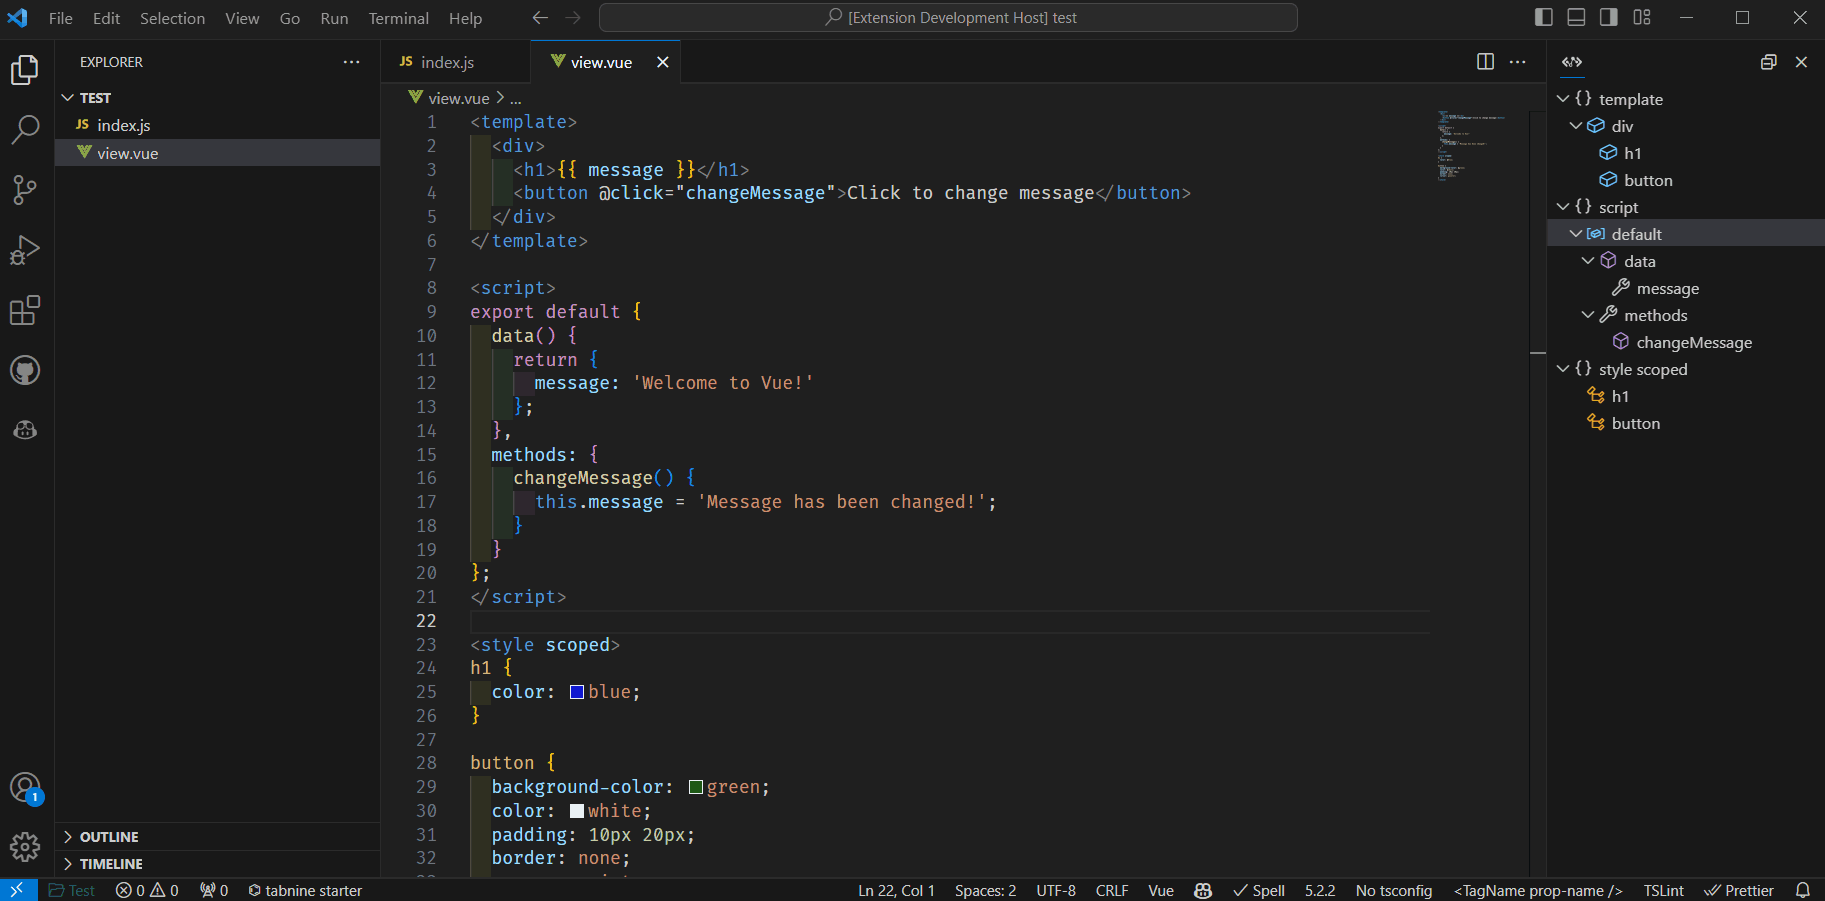 File Edit Selection View Go Run Terminal Help
[Extension Development Host] test
EXPLORER
TEST
JS index.js
view.vue
OUTLINE
TIMELINE
1
JS index.js
view.vue
view.vue > ...
1 <template>
2 <div>
3 <h1>{{ message }}</h1>
4 <button @click="changeMessage">Click to change message</button>
5 </div>
6 </template>
7
8 <script>
9 export default {
10 data() {
11 return {
12 message: 'Welcome to Vue!'
13 };
14 },
15 methods: {
16 changeMessage() {
17 this.message = 'Message has been changed!';
18 }
19 }
20 };
21 </script>
22
23 <style scoped>
24 h1 {
25 color: blue;
26 }
27
28 button {
29 background-color: green;
30 color: white;
31 padding: 10px 20px;
32 border: none;
{} template
div
h1
button
{} script
default
data
message
methods
changeMessage
{} style scoped
h1
button
Test 0 0 0 tabnine starter
Ln 22, Col 1 Spaces: 2 UTF-8 CRLF Vue Spell 5.2.2 No tsconfig <TagName prop-name /> TSLint Prettier